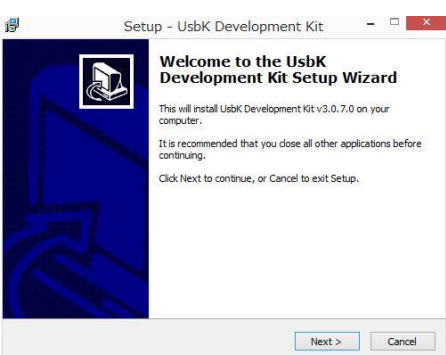 Setup - UsbK Development Kit
Welcome to the UsbK
Development Kit Setup Wizard
This will install UsbK Development Kit v3.0.7.0 on your
computer.
It is recommended that you close all other applications before
continuing.
Click Next to continue, or Cancel to exit Setup.
Next >
Cancel